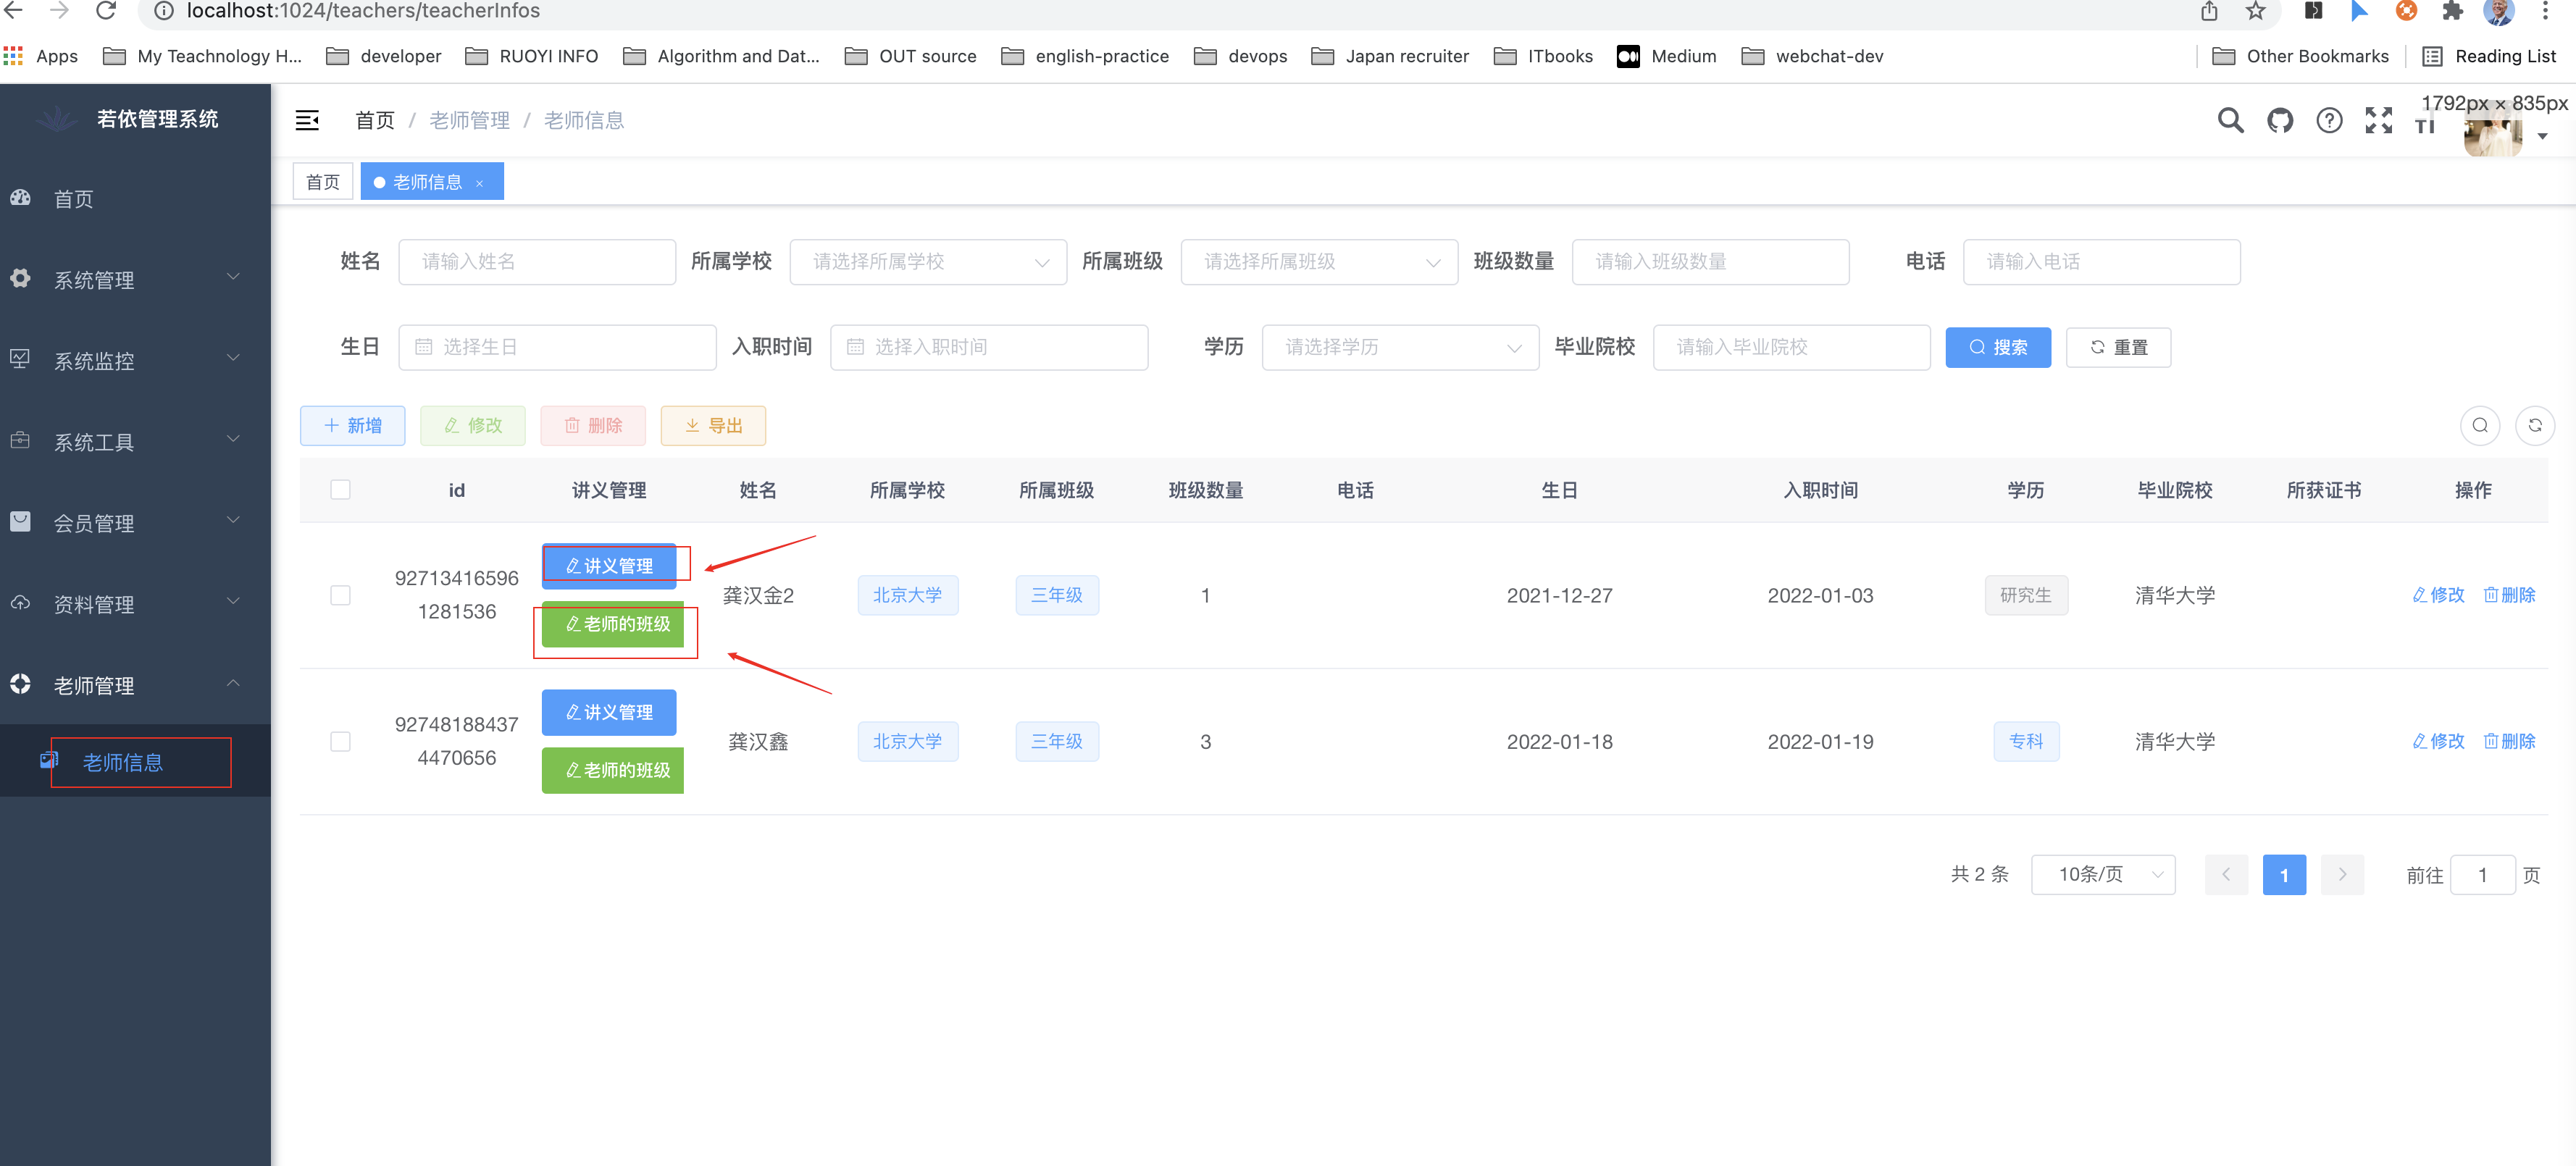 localhost:1024/teachers/teacherInfos
Apps My Teachnology H... developer RUOYI INFO Algorithm and Dat... OUT source english-practice devops Japan recruiter ITbooks Medium webchat-dev Other Bookmarks Reading List
若依管理系统
首页 / 老师管理 / 老师信息
1792px × 835px
首页 老师信息 ×
首页
系统管理
系统监控
系统工具
会员管理
资料管理
老师管理
老师信息
姓名 请输入姓名 所属学校 请选择所属学校 所属班级 请选择所属班级 班级数量 请输入班级数量 电话 请输入电话
生日 选择生日 入职时间 选择入职时间 学历 请选择学历 毕业院校 请输入毕业院校 搜索 重置
新增 修改 删除 导出
id 讲义管理 姓名 所属学校 所属班级 班级数量 电话 生日 入职时间 学历 毕业院校 所获证书 操作
92713416596
1281536
讲义管理
老师的班级
龚汉金2 北京大学 三年级 1 2021-12-27 2022-01-03 研究生 清华大学 修改 删除
92748188437
4470656
讲义管理
老师的班级
龚汉鑫 北京大学 三年级 3 2022-01-18 2022-01-19 专科 清华大学 修改 删除
共 2 条 10条/页 1 前往 1 页